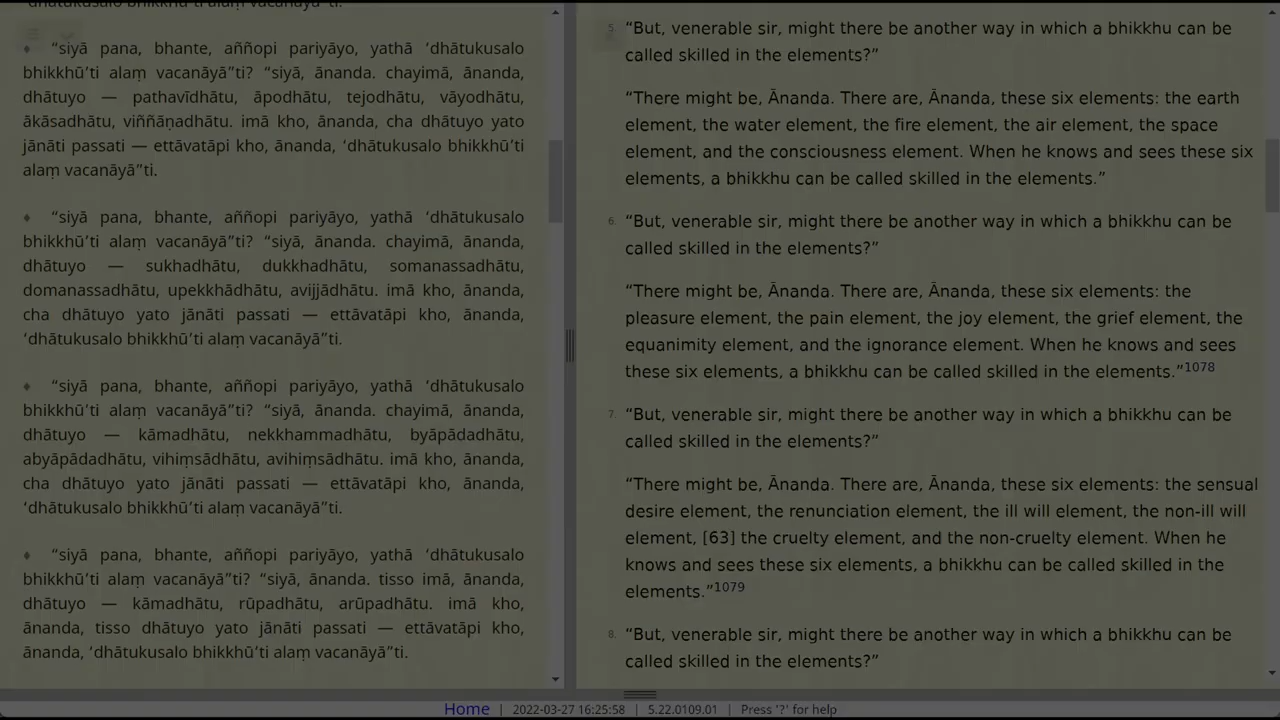 ♦ “siyā pana, bhante, aññopi pariyāyo, yathā ‘dhātukusalo
bhikkhū’ti alaṃ vacanāyā”ti? “siyā, ānanda. chayimā, ānanda,
dhātuyo — pathavīdhātu, āpodhātu, tejodhātu, vāyodhātu,
ākāsadhātu, viññāṇadhātu. imā kho, ānanda, cha dhātuyo yato
jānāti passati — ettāvatāpi kho, ānanda, ‘dhātukusalo bhikkhū’ti
alaṃ vacanāyā”ti.
♦ “siyā pana, bhante, aññopi pariyāyo, yathā ‘dhātukusalo
bhikkhū’ti alaṃ vacanāyā”ti? “siyā, ānanda. chayimā, ānanda,
dhātuyo — sukhadhātu, dukkhadhātu, somanassadhātu,
domanassadhātu, upekkhādhātu, avijjādhātu. imā kho, ānanda,
cha dhātuyo yato jānāti passati — ettāvatāpi kho, ānanda,
‘dhātukusalo bhikkhū’ti alaṃ vacanāyā”ti.
♦ “siyā pana, bhante, aññopi pariyāyo, yathā ‘dhātukusalo
bhikkhū’ti alaṃ vacanāyā”ti? “siyā, ānanda. chayimā, ānanda,
dhātuyo — kāmadhātu, nekkhammadhātu, byāpādadhātu,
abyāpādadhātu, vihiṃsādhātu, avihiṃsādhātu. imā kho, ānanda,
cha dhātuyo yato jānāti passati — ettāvatāpi kho, ānanda,
‘dhātukusalo bhikkhū’ti alaṃ vacanāyā”ti.
♦ “siyā pana, bhante, aññopi pariyāyo, yathā ‘dhātukusalo
bhikkhū’ti alaṃ vacanāyā”ti? “siyā, ānanda. tisso imā, ānanda,
dhātuyo — kāmadhātu, rūpadhātu, arūpadhātu. imā kho,
ānanda, tisso dhātuyo yato jānāti passati — ettāvatāpi kho,
ānanda, ‘dhātukusalo bhikkhū’ti alaṃ vacanāyā”ti.
5. “But, venerable sir, might there be another way in which a bhikkhu can be
called skilled in the elements?”
“There might be, Ānanda. There are, Ānanda, these six elements: the earth
element, the water element, the fire element, the air element, the space
element, and the consciousness element. When he knows and sees these six
elements, a bhikkhu can be called skilled in the elements.”
6. “But, venerable sir, might there be another way in which a bhikkhu can be
called skilled in the elements?”
“There might be, Ānanda. There are, Ānanda, these six elements: the
pleasure element, the pain element, the joy element, the grief element, the
equanimity element, and the ignorance element. When he knows and sees
these six elements, a bhikkhu can be called skilled in the elements.”1078
7. “But, venerable sir, might there be another way in which a bhikkhu can be
called skilled in the elements?”
“There might be, Ānanda. There are, Ānanda, these six elements: the sensual
desire element, the renunciation element, the ill will element, the non-ill will
element, [63] the cruelty element, and the non-cruelty element. When he
knows and sees these six elements, a bhikkhu can be called skilled in the
elements.”1079
8. “But, venerable sir, might there be another way in which a bhikkhu can be
called skilled in the elements?”
Home | 2022-03-27 16:25:58 | 5.22.0109.01 | Press '?' for help